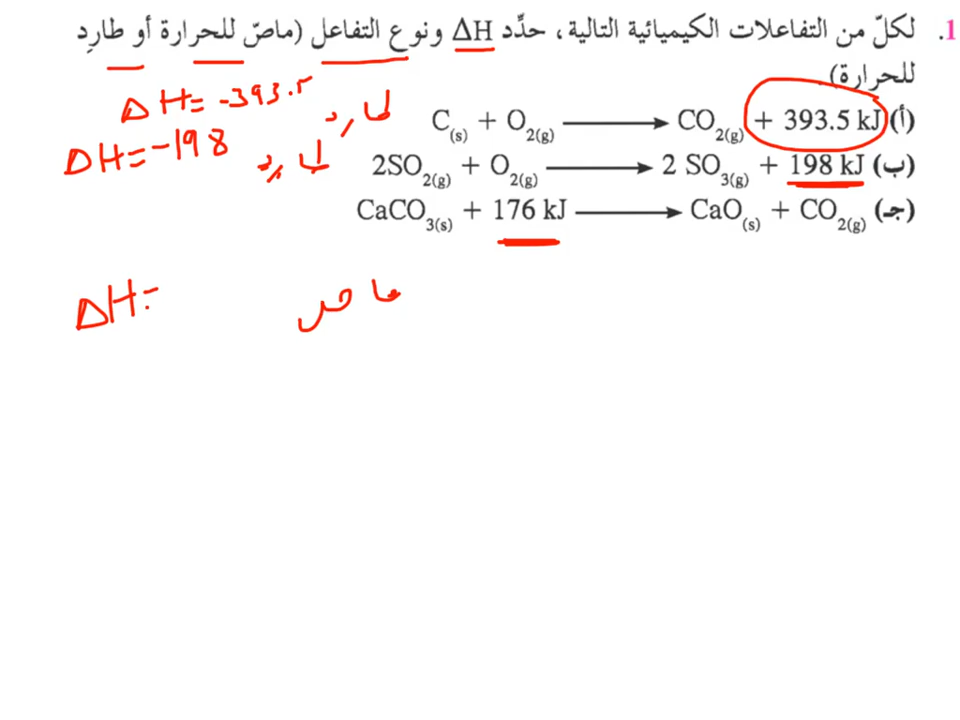 1. لكلّ من التفاعلات الكيميائية التالية، حدِّد ΔH ونوع التفاعل (ماصّ للحرارة أو طارِد
للحرارة)
(أ) C(s) + O2(g) ⟶ CO2(g) + 393.5 kJ
ΔH= -393.5 طارد
(ب) 2SO2(g) + O2(g) ⟶ 2 SO3(g) + 198 kJ
ΔH= -198 طارد
(جـ) CaCO3(s) + 176 kJ ⟶ CaO(s) + CO2(g)
ΔH= ماص